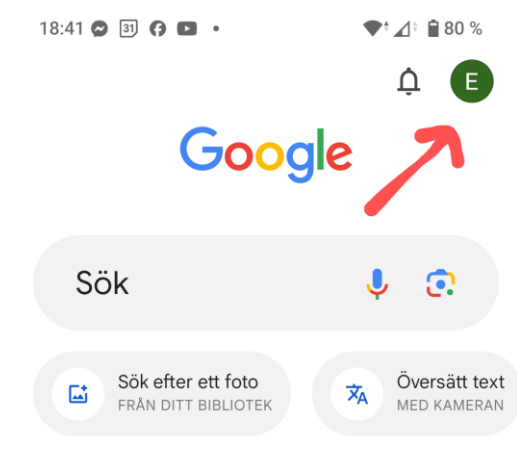 18:41 31 80 %
E
Google
Sök
Sök efter ett foto
FRÅN DITT BIBLIOTEK
Översätt text
MED KAMERAN